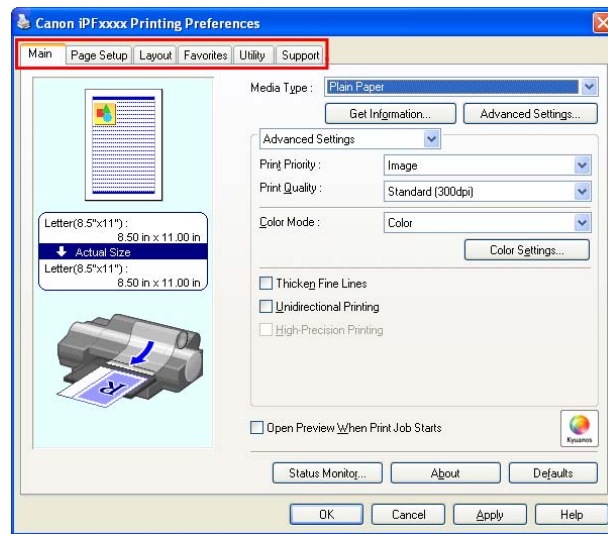 Canon iPFxxxx Printing Preferences
Main Page Setup Layout Favorites Utility Support
Media Type : Plain Paper
Get Information... Advanced Settings...
Advanced Settings
Print Priority : Image
Print Quality : Standard (300dpi)
Color Mode : Color
Color Settings...
Thicken Fine Lines
Unidirectional Printing
High-Precision Printing
Letter(8.5"x11") :
8.50 in x 11.00 in
Actual Size
Letter(8.5"x11") :
8.50 in x 11.00 in
R
Open Preview When Print Job Starts
Kyuanos
Status Monitor... About Defaults
OK Cancel Apply Help